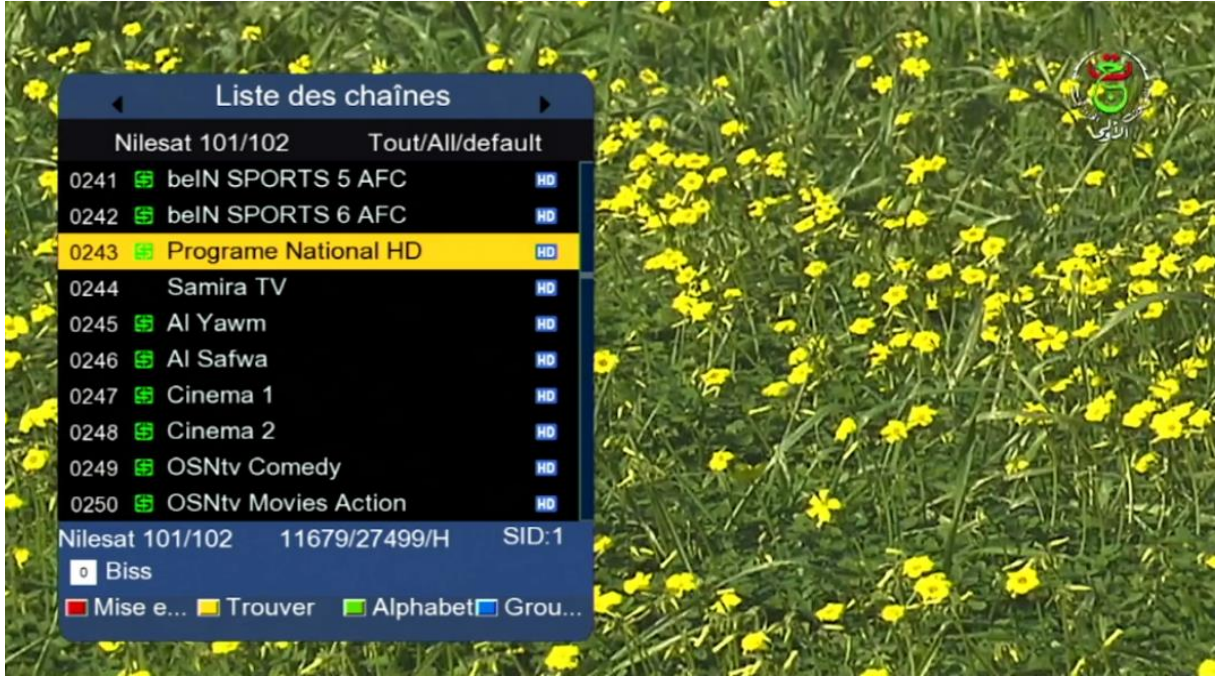 Liste des chaînes
Nilesat 101/102 Tout/All/default
0241 beIN SPORTS 5 AFC HD
0242 beIN SPORTS 6 AFC HD
0243 Programe National HD HD
0244 Samira TV HD
0245 Al Yawm HD
0246 Al Safwa HD
0247 Cinema 1 HD
0248 Cinema 2 HD
0249 OSNtv Comedy HD
0250 OSNtv Movies Action HD
Nilesat 101/102 11679/27499/H SID:1
0 Biss
Mise e... Trouver Alphabet Grou...
الأولى